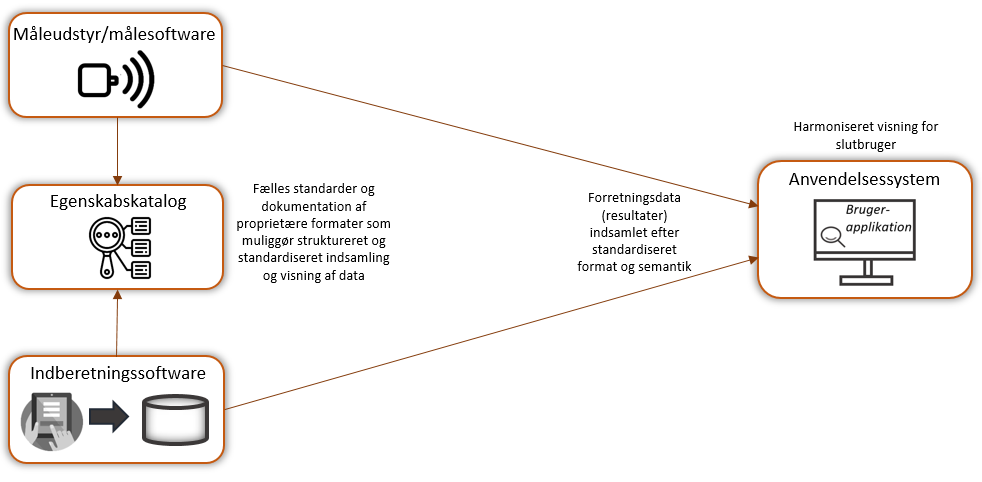 Måleudstyr/målesoftware
Egenskabskatalog
Fælles standarder og
dokumentation af
proprietære formater som
muliggør struktureret og
standardiseret indsamling
og visning af data
Indberetningssoftware
Forretningsdata
(resultater)
indsamlet efter
standardiseret
format og semantik
Harmoniseret visning for
slutbruger
Anvendelsessystem
Bruger-
applikation